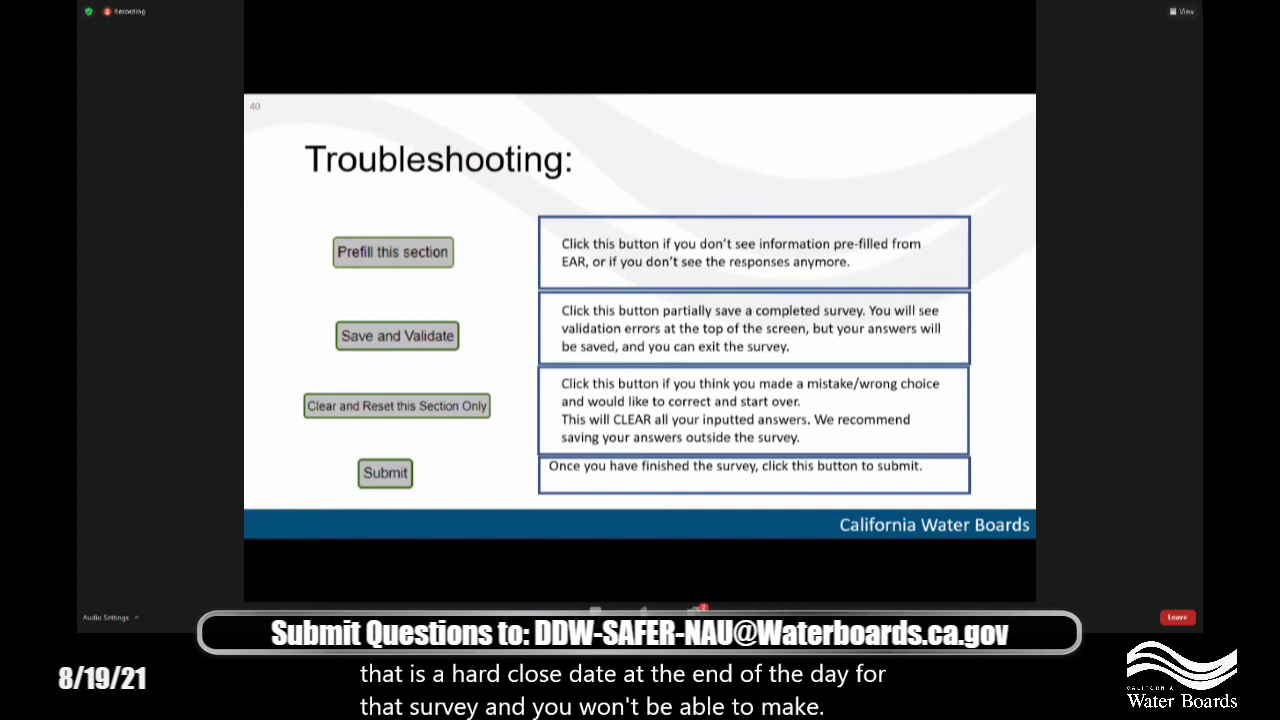 Recording
View
40
Troubleshooting:
Prefill this section
Click this button if you don't see information pre-filled from
EAR, or if you don't see the responses anymore.
Save and Validate
Click this button partially save a completed survey. You will see
validation errors at the top of the screen, but your answers will
be saved, and you can exit the survey.
Clear and Reset this Section Only
Click this button if you think you made a mistake/wrong choice
and would like to correct and start over.
This will CLEAR all your inputted answers. We recommend
saving your answers outside the survey.
Submit
Once you have finished the survey, click this button to submit.
California Water Boards
Audio Settings
2
Leave
Submit Questions to: DDW-SAFER-NAU@Waterboards.ca.gov
8/19/21
that is a hard close date at the end of the day for
that survey and you won't be able to make.
CALIFORNIA
Water Boards